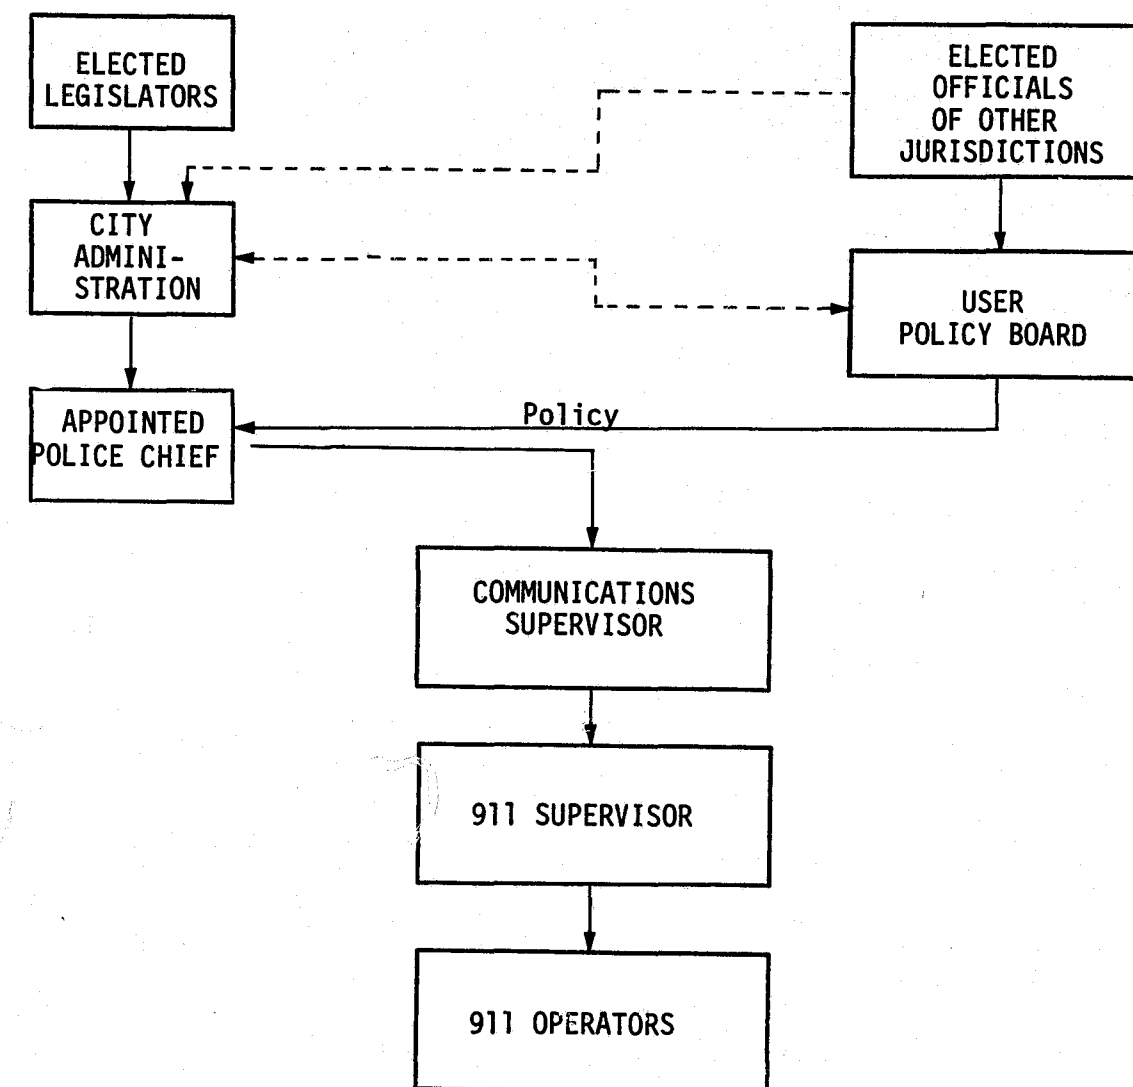 ELECTED
LEGISLATORS
ELECTED
OFFICIALS
OF OTHER
JURISDICTIONS
CITY
ADMINI-
STRATION
USER
POLICY BOARD
Policy
APPOINTED
POLICE CHIEF
COMMUNICATIONS
SUPERVISOR
911 SUPERVISOR
911 OPERATORS